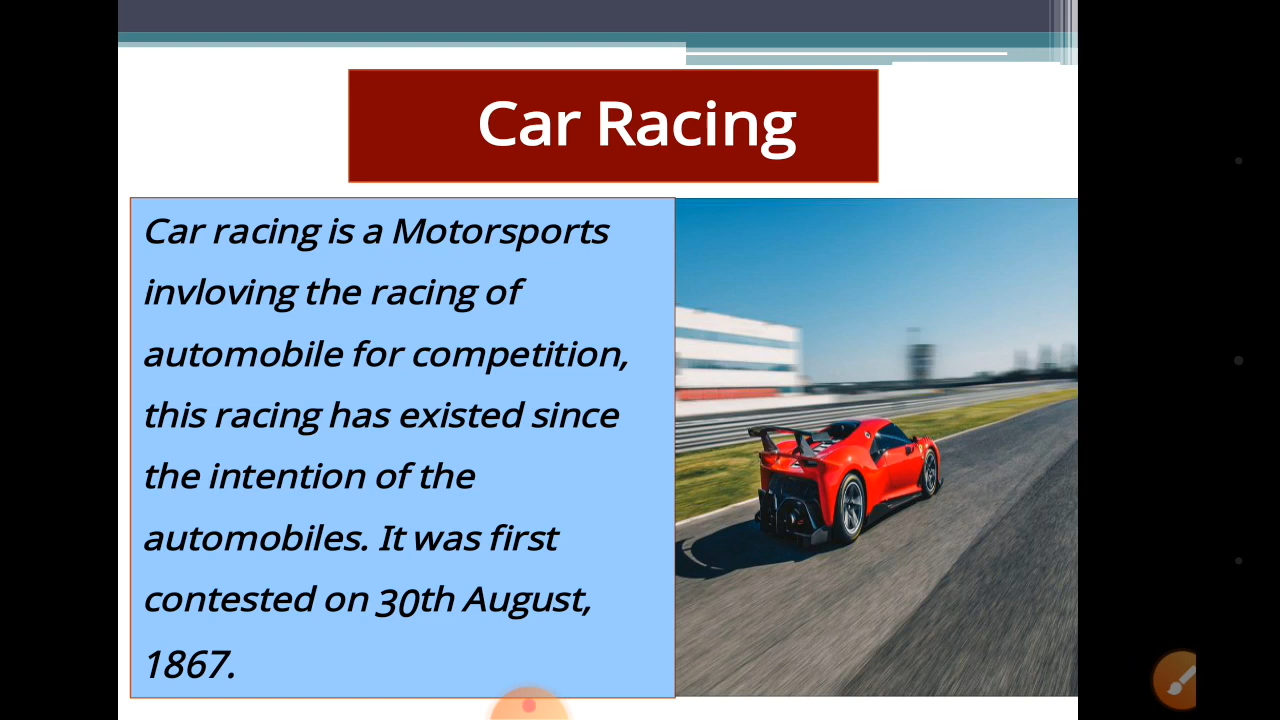 Car Racing
Car racing is a Motorsports
invloving the racing of
automobile for competition,
this racing has existed since
the intention of the
automobiles. It was first
contested on 30th August,
1867.